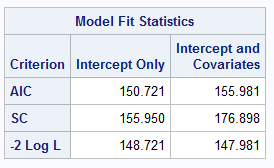 Model Fit Statistics
Criterion Intercept Only Intercept and Covariates
AIC 150.721 155.981
SC 155.950 176.898
-2 Log L 148.721 147.981